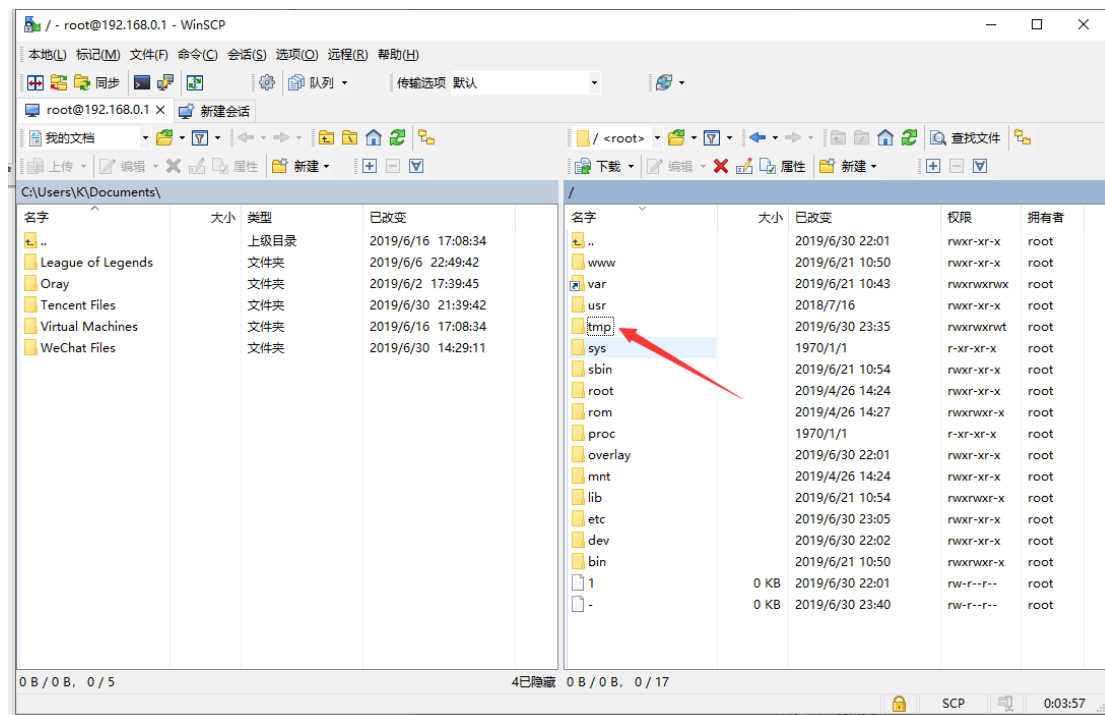 / - root@192.168.0.1 - WinSCP
本地(L) 标记(M) 文件(F) 命令(C) 会话(S) 选项(O) 远程(R) 帮助(H)
同步 队列 传输选项 默认
root@192.168.0.1 × 新建会话
我的文档 / <root> 查找文件
上传 编辑 属性 新建 下载 编辑 属性 新建
C:\Users\K\Documents\ /
名字 大小 类型 已改变 名字 大小 已改变 权限 拥有者
.. 上级目录 2019/6/16 17:08:34 .. 2019/6/30 22:01 rwxr-xr-x root
League of Legends 文件夹 2019/6/6 22:49:42 www 2019/6/21 10:50 rwxr-xr-x root
Oray 文件夹 2019/6/2 17:39:45 var 2019/6/21 10:43 rwxrwxrwx root
Tencent Files 文件夹 2019/6/30 21:39:42 usr 2018/7/16 rwxr-xr-x root
Virtual Machines 文件夹 2019/6/16 17:08:34 tmp 2019/6/30 23:35 rwxrwxrwt root
WeChat Files 文件夹 2019/6/30 14:29:11 sys 1970/1/1 r-xr-xr-x root
sbin 2019/6/21 10:54 rwxr-xr-x root
root 2019/4/26 14:24 rwxr-xr-x root
rom 2019/4/26 14:27 rwxrwxr-x root
proc 1970/1/1 r-xr-xr-x root
overlay 2019/6/30 22:01 rwxr-xr-x root
mnt 2019/4/26 14:24 rwxr-xr-x root
lib 2019/6/21 10:54 rwxrwxr-x root
etc 2019/6/30 23:05 rwxr-xr-x root
dev 2019/6/30 22:02 rwxr-xr-x root
bin 2019/6/21 10:50 rwxrwxr-x root
1 0 KB 2019/6/30 22:01 rw-r--r-- root
- 0 KB 2019/6/30 23:40 rw-r--r-- root
0 B / 0 B, 0 / 5 4已隐藏 0 B / 0 B, 0 / 17
SCP 0:03:57